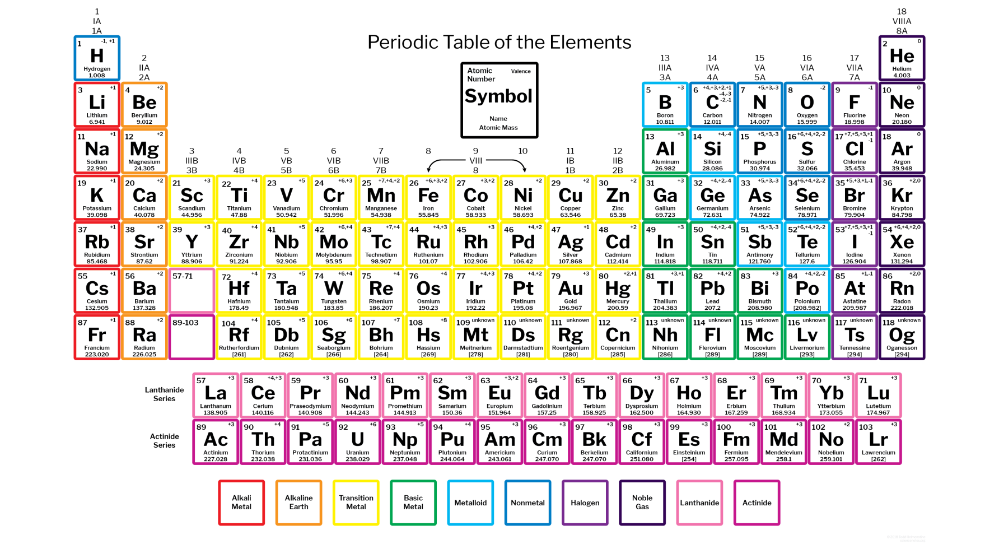 Periodic Table of the Elements
1
IA
1A
18
VIIIA
8A
1 -1, +1
H
Hydrogen
1.008
2 0
He
Helium
4.003
2
IIA
2A
13
IIIA
3A
14
IVA
4A
15
VA
5A
16
VIA
6A
17
VIIA
7A
Atomic Number Valence
Symbol
Name
Atomic Mass
3 +1
Li
Lithium
6.941
4 +2
Be
Beryllium
9.012
5 +3
B
Boron
10.811
6 +4,+3,+2,+1
-4,-3
-2,-1
C
Carbon
12.011
7 +5,+3,-3
N
Nitrogen
14.007
8 -2
O
Oxygen
15.999
9 -1
F
Fluorine
18.998
10 0
Ne
Neon
20.180
11 +1
Na
Sodium
22.990
12 +2
Mg
Magnesium
24.305
13 +3
Al
Aluminum
26.982
14 +4,-4
Si
Silicon
28.086
15 +5,+3,-3
P
Phosphorus
30.974
16 +6,+4,+2,-2
S
Sulfur
32.066
17 +7,+5,+3,+1
-1
Cl
Chlorine
35.453
18 0
Ar
Argon
39.948
3
IIIB
3B
4
IVB
4B
5
VB
5B
6
VIB
6B
7
VIIB
7B
8
9
VIII
8
10
11
IB
1B
12
IIB
2B
19 +1
K
Potassium
39.098
20 +2
Ca
Calcium
40.078
21 +3
Sc
Scandium
44.956
22 +4
Ti
Titanium
47.88
23 +5
V
Vanadium
50.942
24 +6,+3
Cr
Chromium
51.996
25 +7,+4,+2
Mn
Manganese
54.938
26 +6,+3,+2
Fe
Iron
55.845
27 +3,+2
Co
Cobalt
58.933
28 +2
Ni
Nickel
58.693
29 +2
Cu
Copper
63.546
30 +2
Zn
Zinc
65.38
31 +3
Ga
Gallium
69.723
32 +4,+2,-4
Ge
Germanium
72.631
33 +5,+3,-3
As
Arsenic
74.922
34 +6,+4,+2,-2
Se
Selenium
78.971
35 +5,+3,+1,-1
Br
Bromine
79.904
36 +2,0
Kr
Krypton
84.798
37 +1
Rb
Rubidium
85.468
38 +2
Sr
Strontium
87.62
39 +3
Y
Yttrium
88.906
40 +4
Zr
Zirconium
91.224
41 +5
Nb
Niobium
92.906
42 +6,+4
Mo
Molybdenum
95.95
43 +7,+4
Tc
Technetium
98.907
44 +4,+3
Ru
Ruthenium
101.07
45 +3
Rh
Rhodium
102.906
46 +4,+2
Pd
Palladium
106.42
47 +1
Ag
Silver
107.868
48 +2
Cd
Cadmium
112.414
49 +3
In
Indium
114.818
50 +4,+2,-4
Sn
Tin
118.711
51 +5,+3,-3
Sb
Antimony
121.760
52 +6,+4,+2,-2
Te
Tellurium
127.6
53 +7,+5,+3,+1
-1
I
Iodine
126.904
54 +6,+4,+2,0
Xe
Xenon
131.294
55 +1
Cs
Cesium
132.905
56 +2
Ba
Barium
137.328
57-71
72 +4
Hf
Hafnium
178.49
73 +5
Ta
Tantalum
180.948
74 +6,+4
W
Tungsten
183.85
75 +4
Re
Rhenium
186.207
76 +4
Os
Osmium
190.23
77 +4,+3
Ir
Iridium
192.22
78 +4,+2
Pt
Platinum
195.08
79 +3
Au
Gold
196.967
80 +2,+1
Hg
Mercury
200.59
81 +3,+1
Tl
Thallium
204.383
82 +4,+2
Pb
Lead
207.2
83 +3
Bi
Bismuth
208.980
84 +4,+2,-2
Po
Polonium
[208.982]
85 +1,-1
At
Astatine
209.987
86 +2,0
Rn
Radon
222.018
87 +1
Fr
Francium
223.020
88 +2
Ra
Radium
226.025
89-103
104 +4
Rf
Rutherfordium
[261]
105 +5
Db
Dubnium
[262]
106 +6
Sg
Seaborgium
[266]
107 +7
Bh
Bohrium
[264]
108 +8
Hs
Hassium
[269]
109 unknown
Mt
Meitnerium
[278]
110 unknown
Ds
Darmstadtium
[281]
111 unknown
Rg
Roentgenium
[280]
112 +2
Cn
Copernicium
[285]
113 unknown
Nh
Nihonium
[286]
114 unknown
Fl
Flerovium
[289]
115 unknown
Mc
Moscovium
[289]
116 unknown
Lv
Livermorium
[293]
117 unknown
Ts
Tennessine
[294]
118 unknown
Og
Oganesson
[294]
Lanthanide
Series
57 +3
La
Lanthanum
138.905
58 +4,+3
Ce
Cerium
140.116
59 +3
Pr
Praseodymium
140.908
60 +3
Nd
Neodymium
144.243
61 +3
Pm
Promethium
144.913
62 +3
Sm
Samarium
150.36
63 +3,+2
Eu
Europium
151.964
64 +3
Gd
Gadolinium
157.25
65 +3
Tb
Terbium
158.925
66 +3
Dy
Dysprosium
162.500
67 +3
Ho
Holmium
164.930
68 +3
Er
Erbium
167.259
69 +3
Tm
Thulium
168.934
70 +3
Yb
Ytterbium
173.055
71 +3
Lu
Lutetium
174.967
Actinide
Series
89 +3
Ac
Actinium
227.028
90 +4
Th
Thorium
232.038
91 +5
Pa
Protactinium
231.036
92 +6
U
Uranium
238.029
93 +5
Np
Neptunium
237.048
94 +4
Pu
Plutonium
244.064
95 +3
Am
Americium
243.061
96 +3
Cm
Curium
247.070
97 +3
Bk
Berkelium
247.070
98 +3
Cf
Californium
251.080
99 +3
Es
Einsteinium
[254]
100 +3
Fm
Fermium
257.095
101 +3
Md
Mendelevium
258.1
102 +2
No
Nobelium
259.101
103 +3
Lr
Lawrencium
[262]
Alkali
Metal
Alkaline
Earth
Transition
Metal
Basic
Metal
Metalloid
Nonmetal
Halogen
Noble
Gas
Lanthanide
Actinide